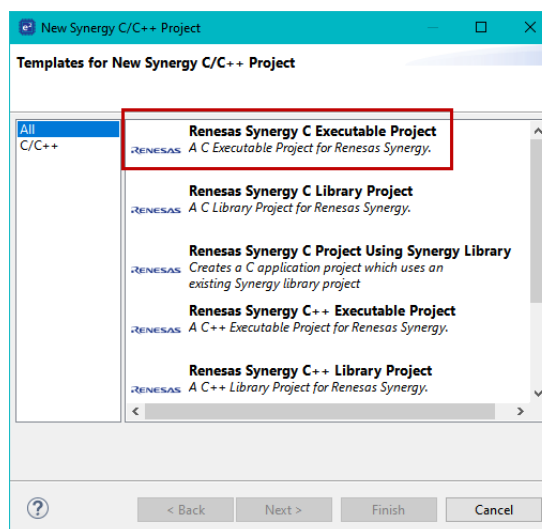 New Synergy C/C++ Project
Templates for New Synergy C/C++ Project
All
C/C++
Renesas Synergy C Executable Project
RENESAS A C Executable Project for Renesas Synergy.
Renesas Synergy C Library Project
RENESAS A C Library Project for Renesas Synergy.
Renesas Synergy C Project Using Synergy Library
RENESAS Creates a C application project which uses an
existing Synergy library project
Renesas Synergy C++ Executable Project
RENESAS A C++ Executable Project for Renesas Synergy.
Renesas Synergy C++ Library Project
RENESAS A C++ Library Project for Renesas Synergy.
? < Back Next > Finish Cancel